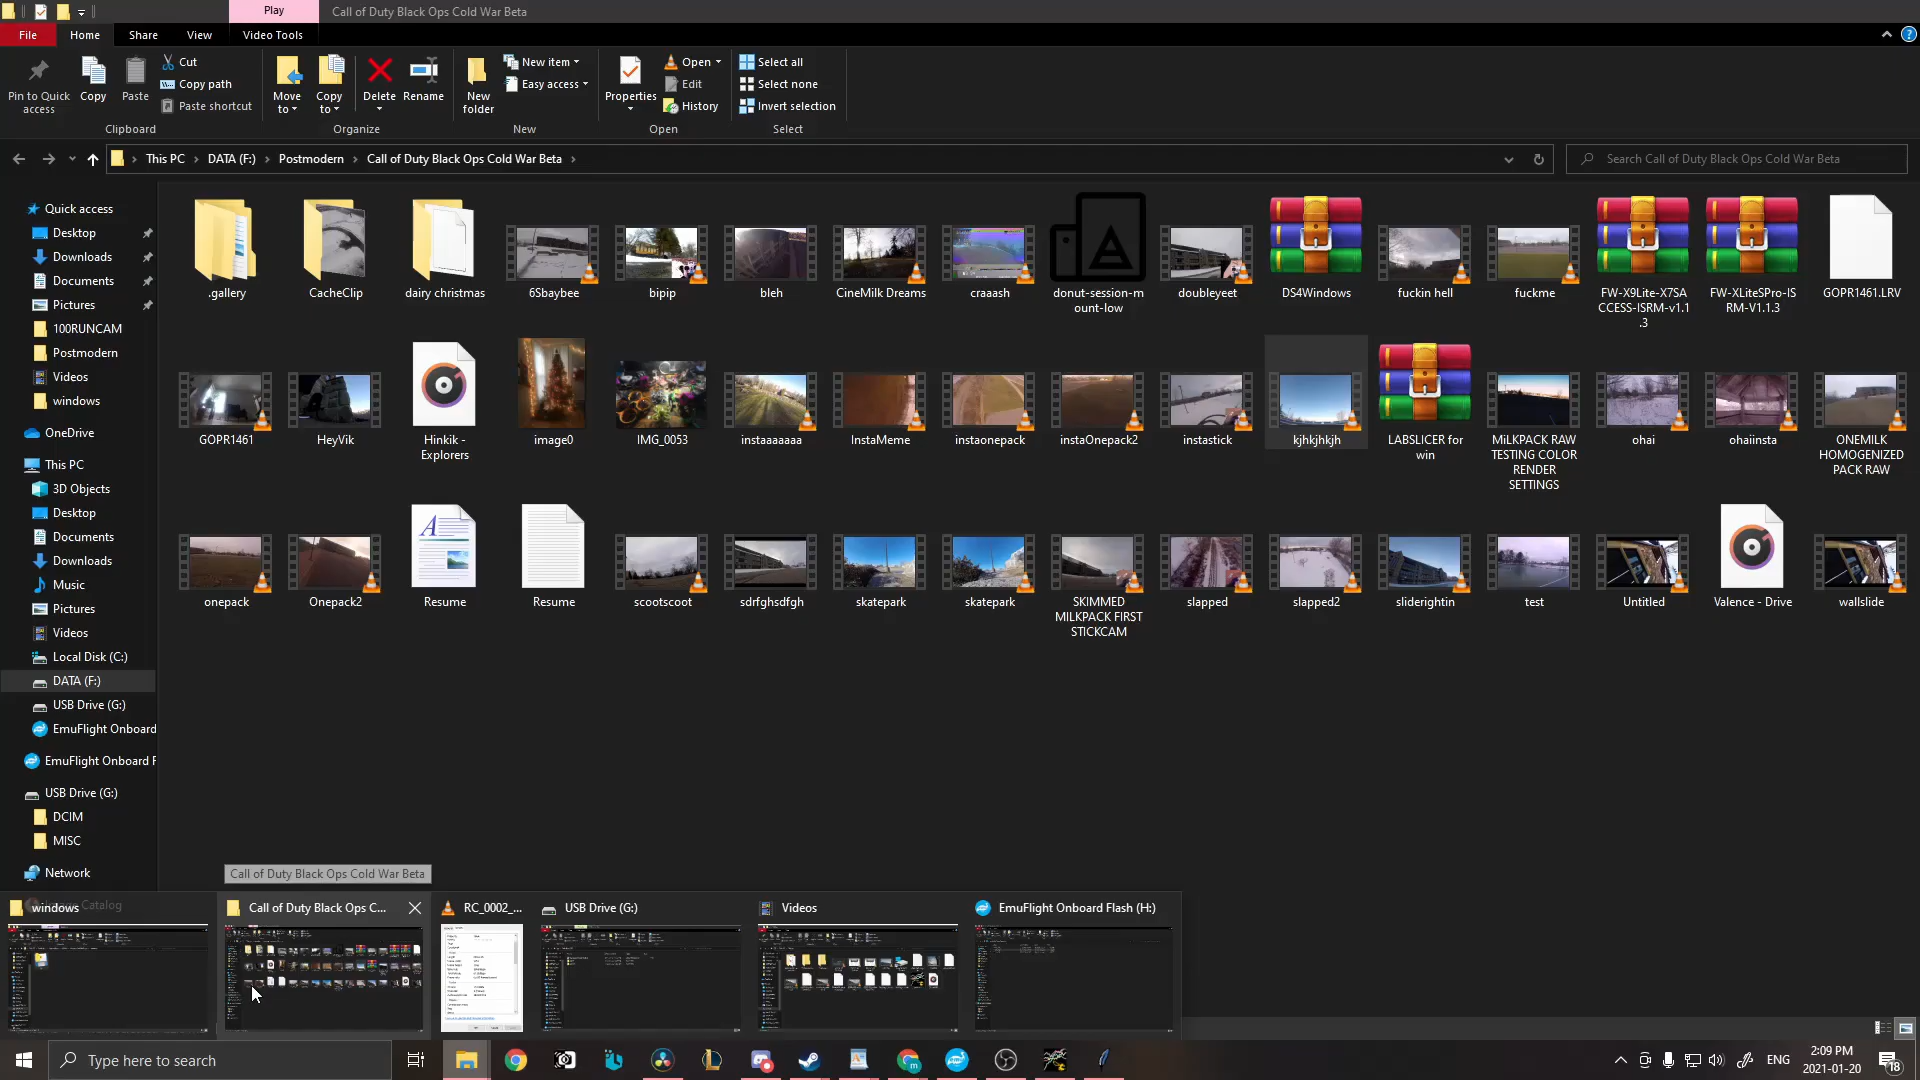 Play
Call of Duty Black Ops Cold War Beta
File
Home
Share
View
Video Tools
Pin to Quick access
Copy
Paste
Cut
Copy path
Paste shortcut
Clipboard
Move to
Copy to
Delete
Rename
Organize
New folder
New item
Easy access
New
Properties
Open
Edit
History
Open
Select all
Select none
Invert selection
Select
This PC > DATA (F:) > Postmodern > Call of Duty Black Ops Cold War Beta >
Search Call of Duty Black Ops Cold War Beta
Quick access
Desktop
Downloads
Documents
Pictures
100RUNCAM
Postmodern
Videos
windows
OneDrive
This PC
3D Objects
Desktop
Documents
Downloads
Music
Pictures
Videos
Local Disk (C:)
DATA (F:)
USB Drive (G:)
EmuFlight Onboard
EmuFlight Onboard F
USB Drive (G:)
DCIM
MISC
Network
.gallery
CacheClip
dairy christmas
6Sbaybee
bipip
bleh
CineMilk Dreams
craaash
donut-session-m
ount-low
doubleyeet
DS4Windows
fuckin hell
fuckme
FW-X9Lite-X7SA
CCESS-ISRM-v1.1
.3
FW-XLiteSPro-IS
RM-V1.1.3
GOPR1461.LRV
GOPR1461
HeyVik
Hinkik -
Explorers
image0
IMG_0053
instaaaaaaa
InstaMeme
instaonepack
instaOnepack2
instastick
kjhkjhkjh
LABSLICER for
win
MiLKPACK RAW
TESTING COLOR
RENDER
SETTINGS
ohai
ohaiinsta
ONEMILK
HOMOGENIZED
PACK RAW
onepack
Onepack2
Resume
Resume
scootscoot
sdrfghsdfgh
skatepark
skatepark
SKIMMED
MILKPACK FIRST
STICKCAM
slapped
slapped2
sliderightin
test
Untitled
Valence - Drive
wallslide
Call of Duty Black Ops Cold War Beta
windows
Catalog
Call of Duty Black Ops C...
RC_0002_...
USB Drive (G:)
Videos
EmuFlight Onboard Flash (H:)
Type here to search
ENG
2:09 PM
2021-01-20
18